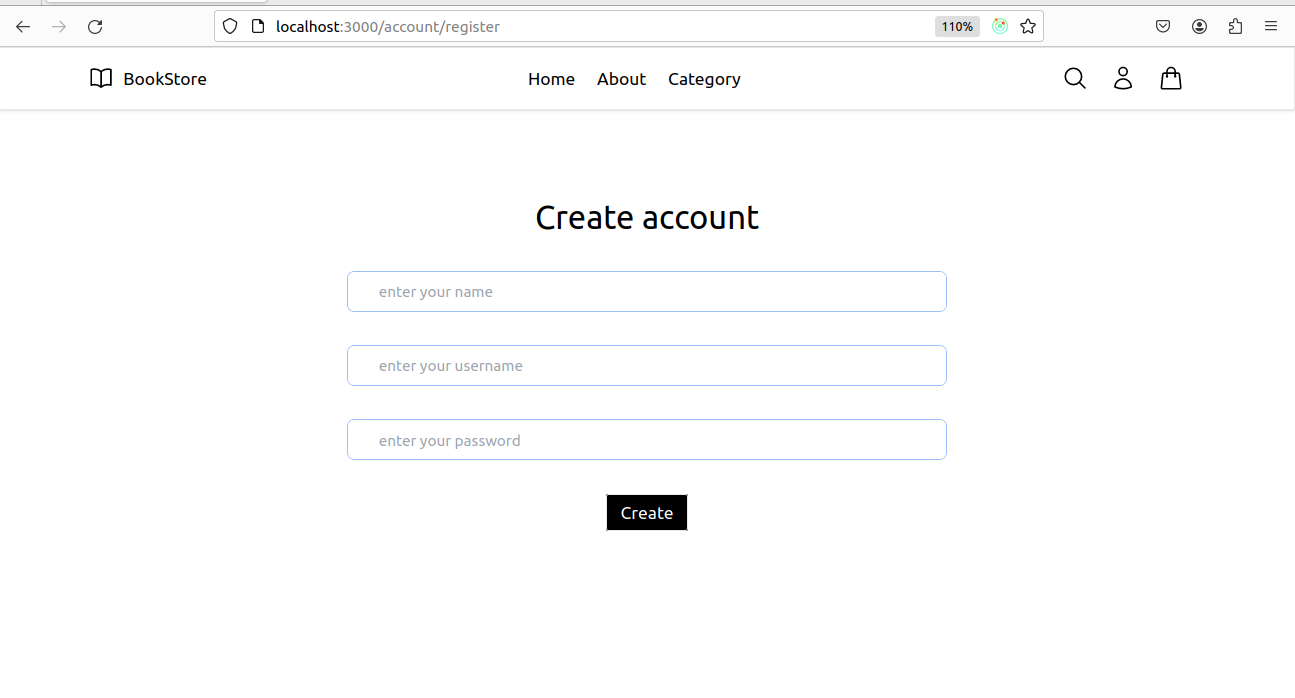 localhost:3000/account/register 110%
BookStore Home About Category
Create account
enter your name
enter your username
enter your password
Create